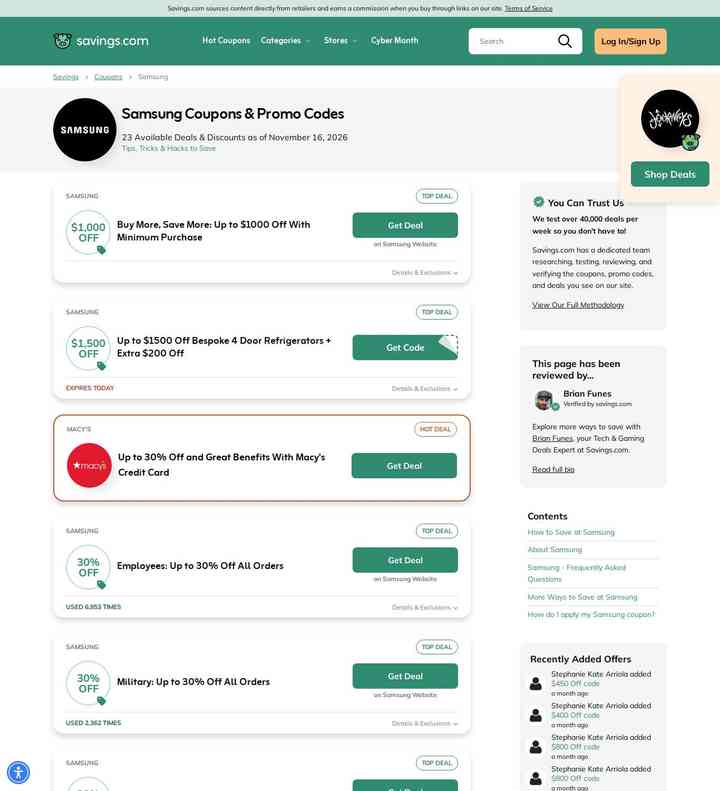 Savings.com sources content directly from retailers and earns a commission when you buy through links on our site. Terms of Service
savings.com
Hot Coupons
Categories
Stores
Cyber Month
Search
Log In/Sign Up
Savings > Coupons > Samsung
SAMSUNG
Samsung Coupons & Promo Codes
23 Available Deals & Discounts as of November 16, 2026
Tips, Tricks & Hacks to Save
Journeys
Shop Deals
SAMSUNG
TOP DEAL
$1,000
OFF
Buy More, Save More: Up to $1000 Off With
Minimum Purchase
Get Deal
on Samsung Website
Details & Exclusions
SAMSUNG
TOP DEAL
$1,500
OFF
Up to $1500 Off Bespoke 4 Door Refrigerators +
Extra $200 Off
Get Code
EXPIRES TODAY
Details & Exclusions
MACY'S
HOT DEAL
macy's
Up to 30% Off and Great Benefits With Macy's
Credit Card
Get Deal
SAMSUNG
TOP DEAL
30%
OFF
Employees: Up to 30% Off All Orders
Get Deal
on Samsung Website
USED 6,953 TIMES
Details & Exclusions
SAMSUNG
TOP DEAL
30%
OFF
Military: Up to 30% Off All Orders
Get Deal
on Samsung Website
USED 2,362 TIMES
Details & Exclusions
SAMSUNG
TOP DEAL
You Can Trust Us
We test over 40,000 deals per
week so you don't have to!
Savings.com has a dedicated team
researching, testing, reviewing, and
verifying the coupons, promo codes,
and deals you see on our site.
View Our Full Methodology
This page has been
reviewed by...
Brian Funes
Verified by savings.com
Explore more ways to save with
Brian Funes, your Tech & Gaming
Deals Expert at Savings.com.
Read full bio
Contents
How to Save at Samsung
About Samsung
Samsung - Frequently Asked
Questions
More Ways to Save at Samsung
How do I apply my Samsung coupon?
Recently Added Offers
Stephanie Kate Arriola added
$450 Off code
a month ago
Stephanie Kate Arriola added
$400 Off code
a month ago
Stephanie Kate Arriola added
$800 Off code
a month ago
Stephanie Kate Arriola added
$800 Off code
a month ago